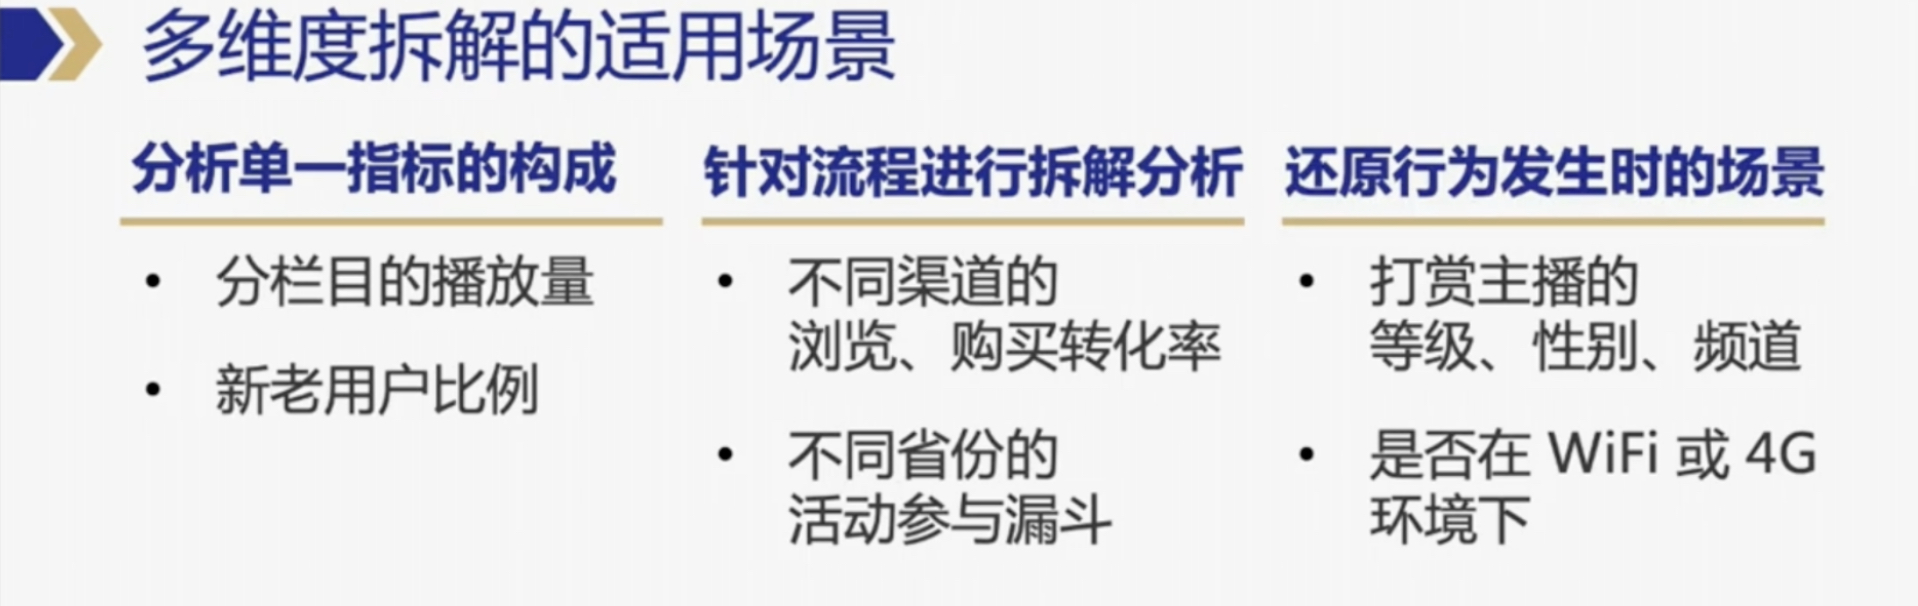 多维度拆解的适用场景
分析单一指标的构成
• 分栏目的播放量
• 新老用户比例
针对流程进行拆解分析
• 不同渠道的
浏览、购买转化率
• 不同省份的
活动参与漏斗
还原行为发生时的场景
• 打赏主播的
等级、性别、频道
• 是否在 WiFi 或 4G
环境下